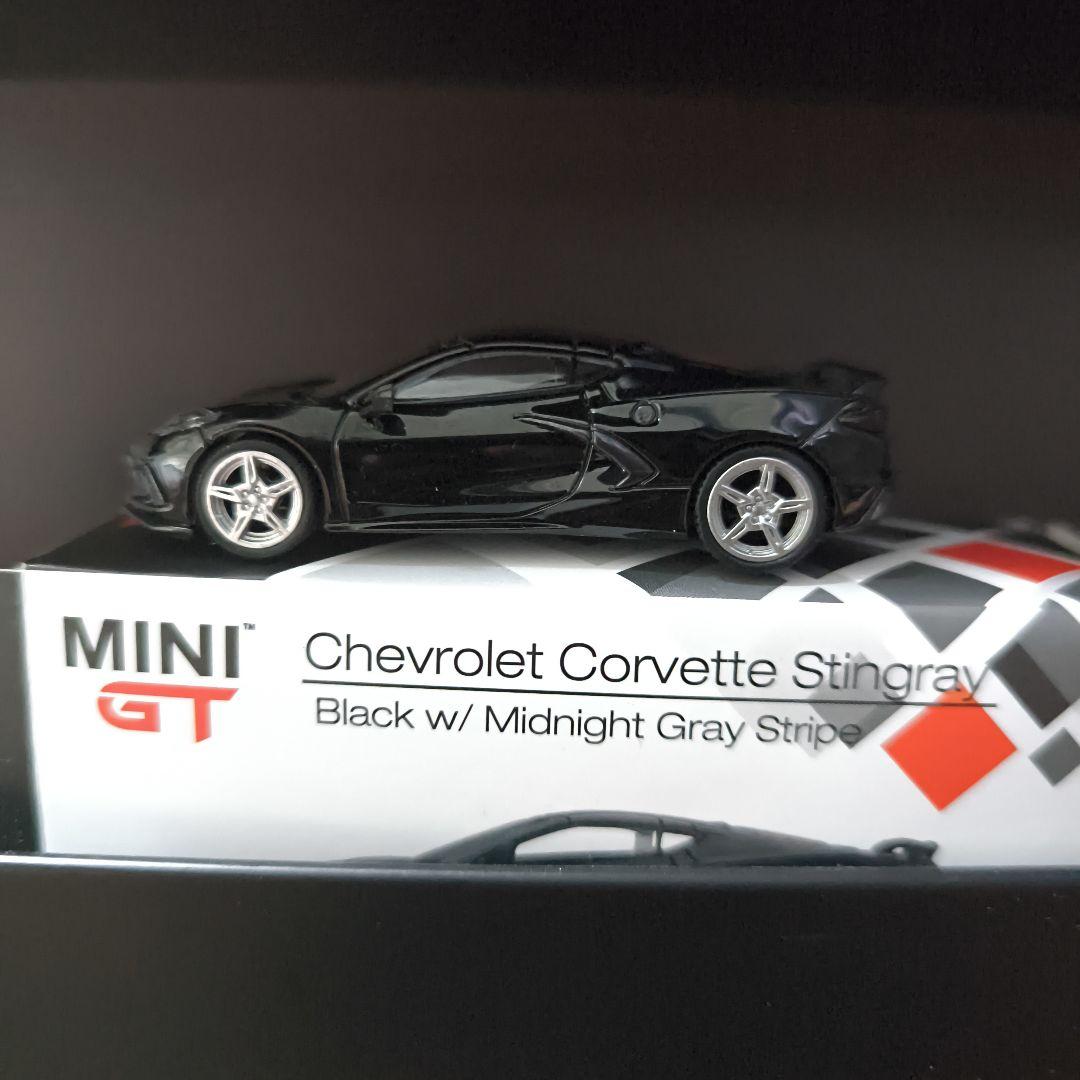 MINI™
GT
Chevrolet Corvette Stingray
Black w/ Midnight Gray Stripe